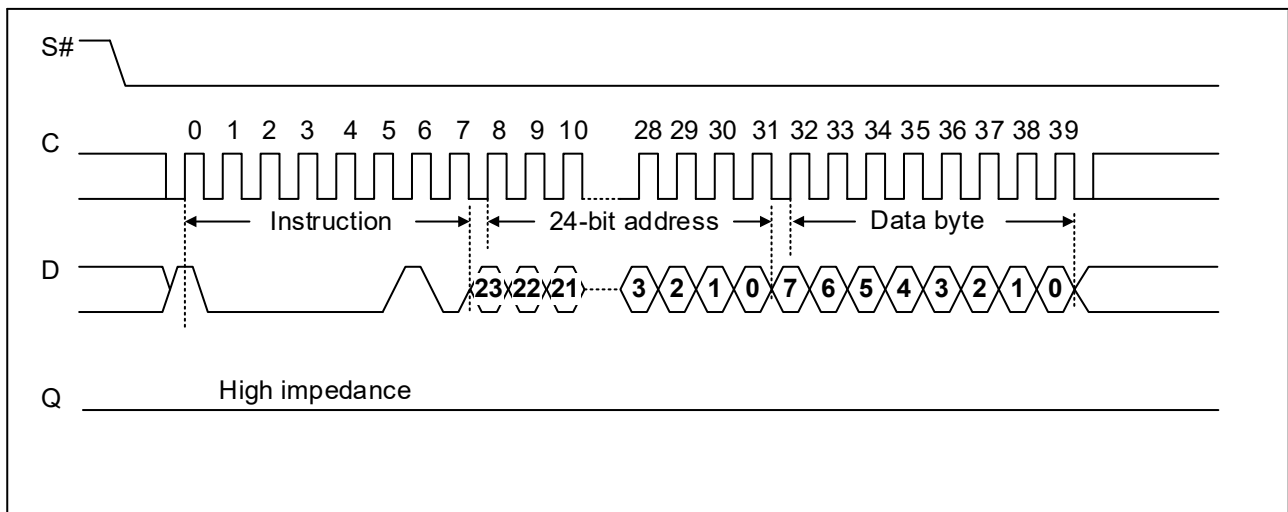 S#
C
0 1 2 3 4 5 6 7 8 9 10 28 29 30 31 32 33 34 35 36 37 38 39
Instruction 24-bit address Data byte
D
23 22 21 3 2 1 0 7 6 5 4 3 2 1 0
High impedance
Q